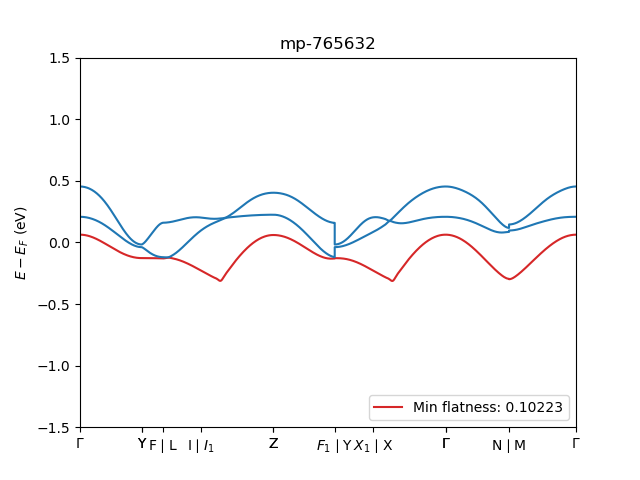 mp-765632
1.5
1.0
0.5
0.0
−0.5
−1.0
−1.5
E − E_F (eV)
Min flatness: 0.10223
Γ Y F | L I | I₁ Z F₁ | Y X₁ | X Γ N | M Γ